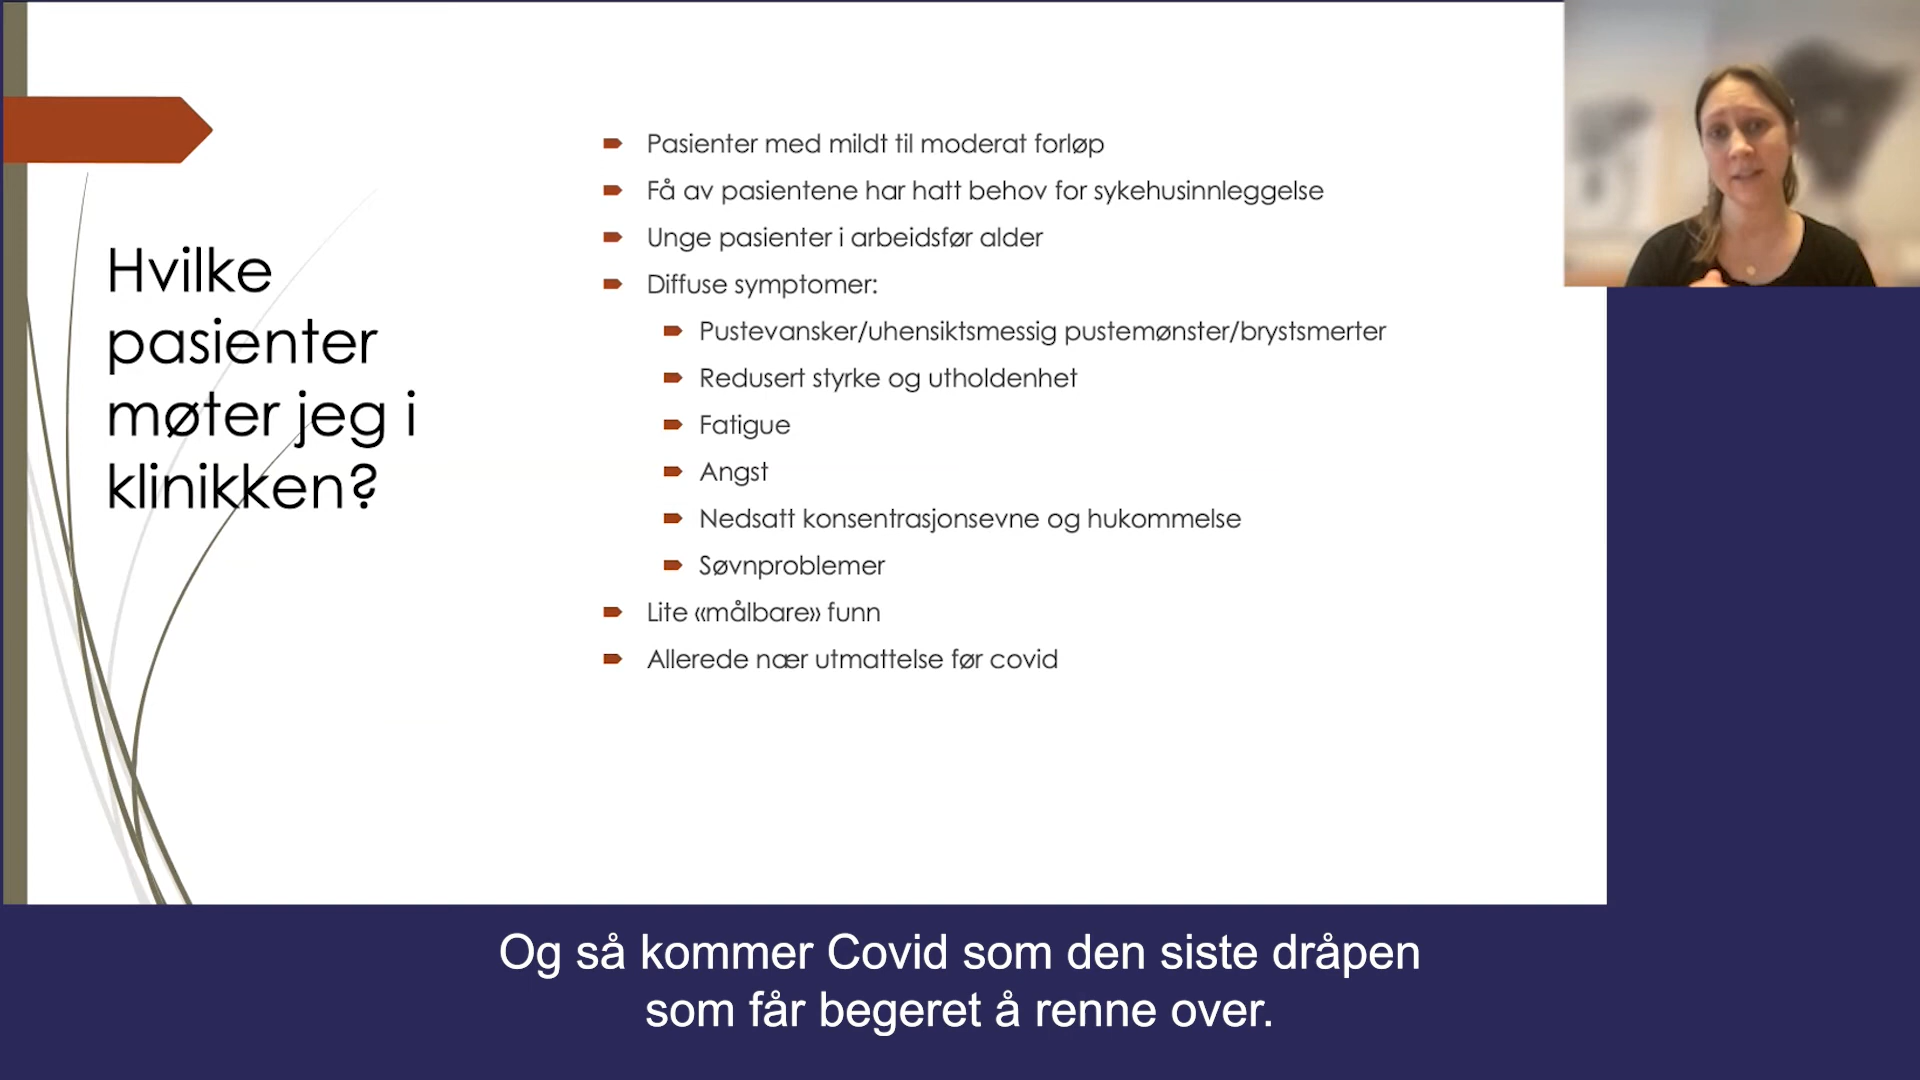 Hvilke
pasienter
møter jeg i
klinikken?
Pasienter med mildt til moderat forløp
Få av pasientene har hatt behov for sykehusinnleggelse
Unge pasienter i arbeidsfør alder
Diffuse symptomer:
Pustevansker/uhensiktsmessig pustemønster/brystsmerter
Redusert styrke og utholdenhet
Fatigue
Angst
Nedsatt konsentrasjonsevne og hukommelse
Søvnproblemer
Lite «målbare» funn
Allerede nær utmattelse før covid
Og så kommer Covid som den siste dråpen
som får begeret å renne over.